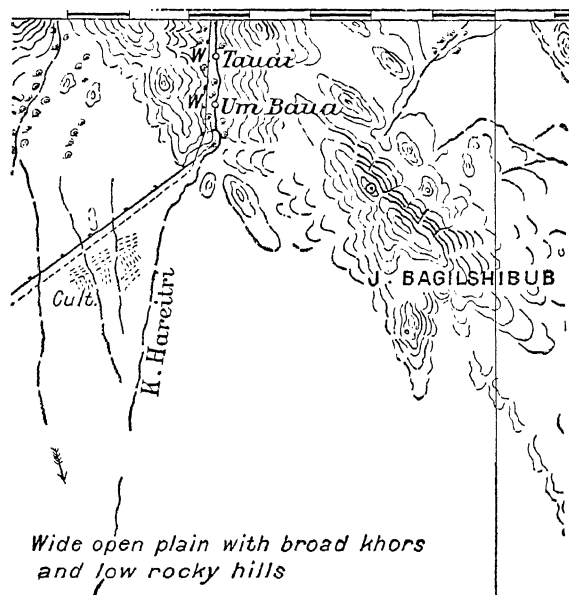 W. Tauai
W. Um Baua
J. BAGILSHIBUB
Cult.
K. Hareitri
Wide open plain with broad khors
and low rocky hills